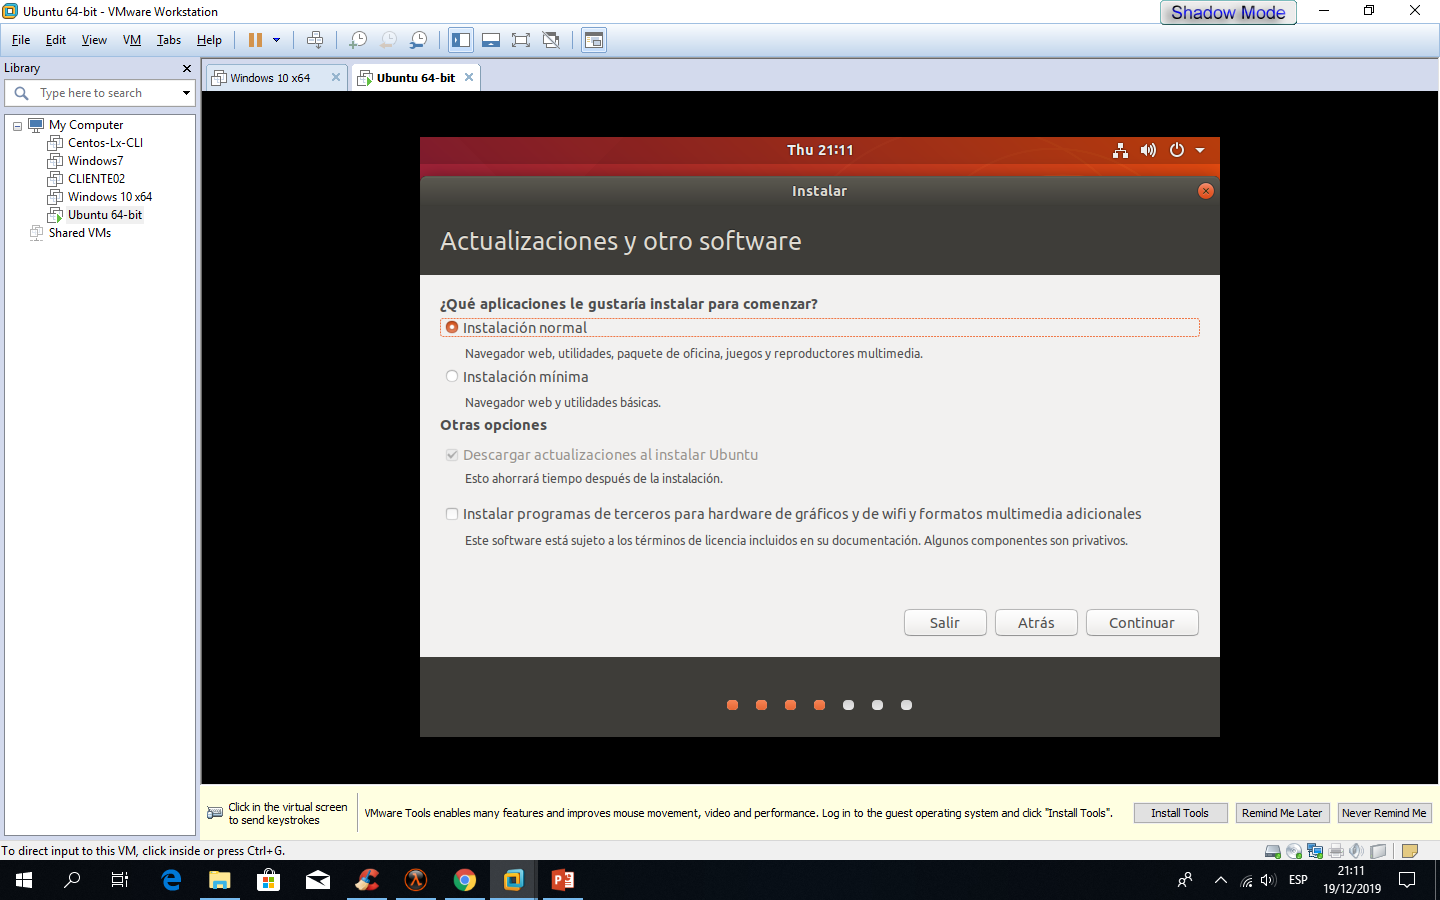 Ubuntu 64-bit - VMware Workstation
Shadow Mode
File Edit View VM Tabs Help
Library
Windows 10 x64
Ubuntu 64-bit
Type here to search
My Computer
Centos-Lx-CLI
Windows7
CLIENTE02
Windows 10 x64
Ubuntu 64-bit
Shared VMs
Thu 21:11
Instalar
Actualizaciones y otro software
¿Qué aplicaciones le gustaría instalar para comenzar?
Instalación normal
Navegador web, utilidades, paquete de oficina, juegos y reproductores multimedia.
Instalación mínima
Navegador web y utilidades básicas.
Otras opciones
Descargar actualizaciones al instalar Ubuntu
Esto ahorrará tiempo después de la instalación.
Instalar programas de terceros para hardware de gráficos y de wifi y formatos multimedia adicionales
Este software está sujeto a los términos de licencia incluidos en su documentación. Algunos componentes son privativos.
Salir Atrás Continuar
Click in the virtual screen
to send keystrokes
VMware Tools enables many features and improves mouse movement, video and performance. Log in to the guest operating system and click "Install Tools".
Install Tools Remind Me Later Never Remind Me
To direct input to this VM, click inside or press Ctrl+G.
ESP
21:11
19/12/2019